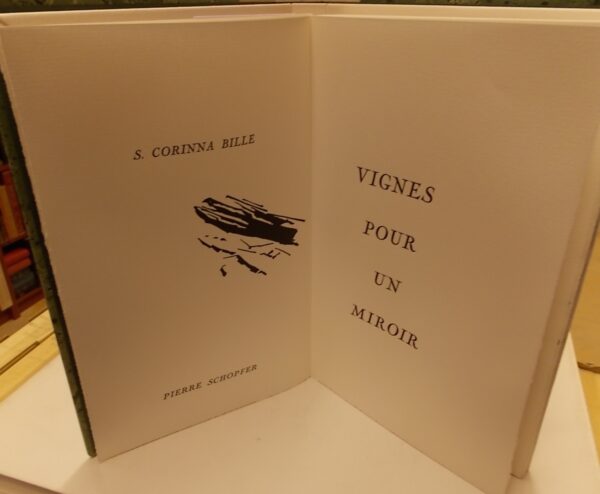 S. CORINNA BILLE
PIERRE SCHOPFER
VIGNES
POUR
UN
MIROIR